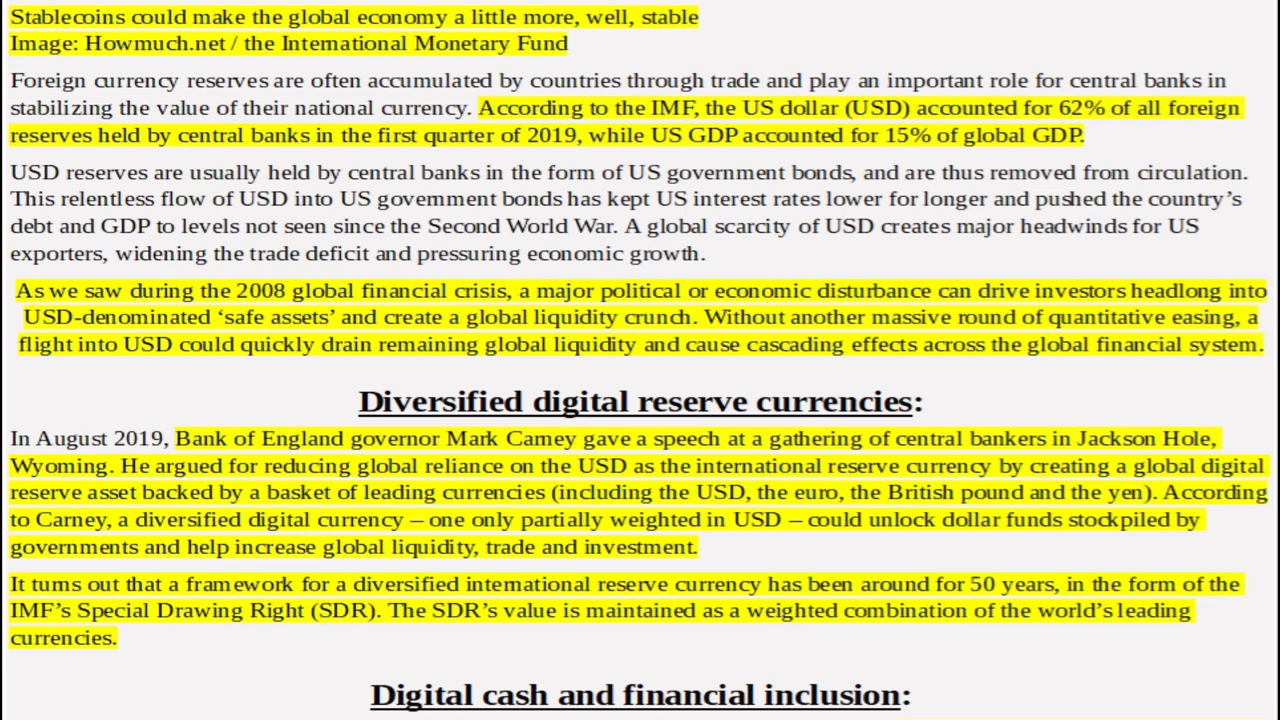 Stablecoins could make the global economy a little more, well, stable
Image: Howmuch.net / the International Monetary Fund
Foreign currency reserves are often accumulated by countries through trade and play an important role for central banks in
stabilizing the value of their national currency. According to the IMF, the US dollar (USD) accounted for 62% of all foreign
reserves held by central banks in the first quarter of 2019, while US GDP accounted for 15% of global GDP.
USD reserves are usually held by central banks in the form of US government bonds, and are thus removed from circulation.
This relentless flow of USD into US government bonds has kept US interest rates lower for longer and pushed the country’s
debt and GDP to levels not seen since the Second World War. A global scarcity of USD creates major headwinds for US
exporters, widening the trade deficit and pressuring economic growth.
As we saw during the 2008 global financial crisis, a major political or economic disturbance can drive investors headlong into
USD-denominated ‘safe assets’ and create a global liquidity crunch. Without another massive round of quantitative easing, a
flight into USD could quickly drain remaining global liquidity and cause cascading effects across the global financial system.
Diversified digital reserve currencies:
In August 2019, Bank of England governor Mark Carney gave a speech at a gathering of central bankers in Jackson Hole,
Wyoming. He argued for reducing global reliance on the USD as the international reserve currency by creating a global digital
reserve asset backed by a basket of leading currencies (including the USD, the euro, the British pound and the yen). According
to Carney, a diversified digital currency – one only partially weighted in USD – could unlock dollar funds stockpiled by
governments and help increase global liquidity, trade and investment.
It turns out that a framework for a diversified international reserve currency has been around for 50 years, in the form of the
IMF’s Special Drawing Right (SDR). The SDR’s value is maintained as a weighted combination of the world’s leading
currencies.
Digital cash and financial inclusion: